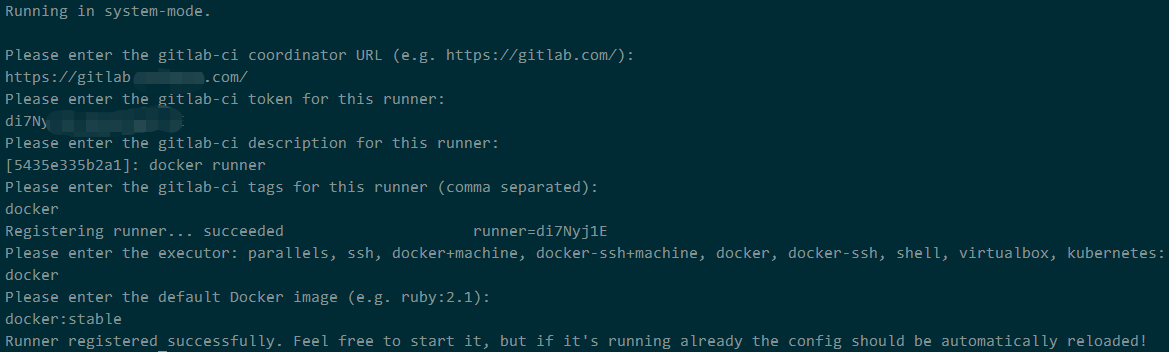 Running in system-mode.
Please enter the gitlab-ci coordinator URL (e.g. https://gitlab.com/):
https://gitlab .com/
Please enter the gitlab-ci token for this runner:
di7Ny
Please enter the gitlab-ci description for this runner:
[5435e335b2a1]: docker runner
Please enter the gitlab-ci tags for this runner (comma separated):
docker
Registering runner... succeeded                     runner=di7Nyj1E
Please enter the executor: parallels, ssh, docker+machine, docker-ssh+machine, docker, docker-ssh, shell, virtualbox, kubernetes:
docker
Please enter the default Docker image (e.g. ruby:2.1):
docker:stable
Runner registered successfully. Feel free to start it, but if it's running already the config should be automatically reloaded!